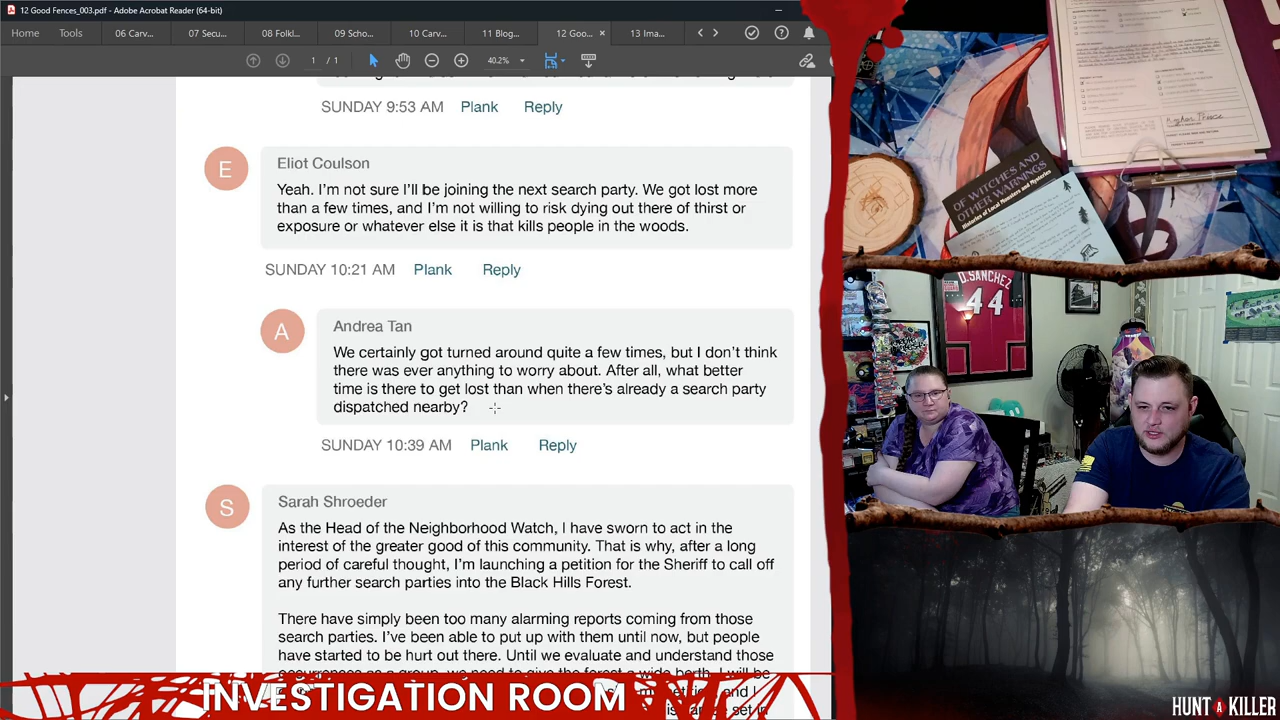 12 Good Fences_003.pdf - Adobe Acrobat Reader (64-bit)
Home Tools 06 Carv... 07 Secu... 08 Folkl... 09 Scho... 10 Carv... 11 Blog... 12 Goo... × 13 Ima...
1 / 1 40.2%
SUNDAY 9:53 AM Plank Reply
E
Eliot Coulson
Yeah. I'm not sure I'll be joining the next search party. We got lost more
than a few times, and I'm not willing to risk dying out there of thirst or
exposure or whatever else it is that kills people in the woods.
SUNDAY 10:21 AM Plank Reply
A
Andrea Tan
We certainly got turned around quite a few times, but I don't think
there was ever anything to worry about. After all, what better
time is there to get lost than when there's already a search party
dispatched nearby?
SUNDAY 10:39 AM Plank Reply
S
Sarah Shroeder
As the Head of the Neighborhood Watch, I have sworn to act in the
interest of the greater good of this community. That is why, after a long
period of careful thought, I'm launching a petition for the Sheriff to call off
any further search parties into the Black Hills Forest.
There have simply been too many alarming reports coming from those
search parties. I've been able to put up with them until now, but people
have started to be hurt out there. Until we evaluate and understand those
INVESTIGATION ROOM
OF WITCHES AND
OTHER WARNINGS
Histories of Local Monsters and Mysteries
D.SANCHEZ
44
HUNT A KILLER